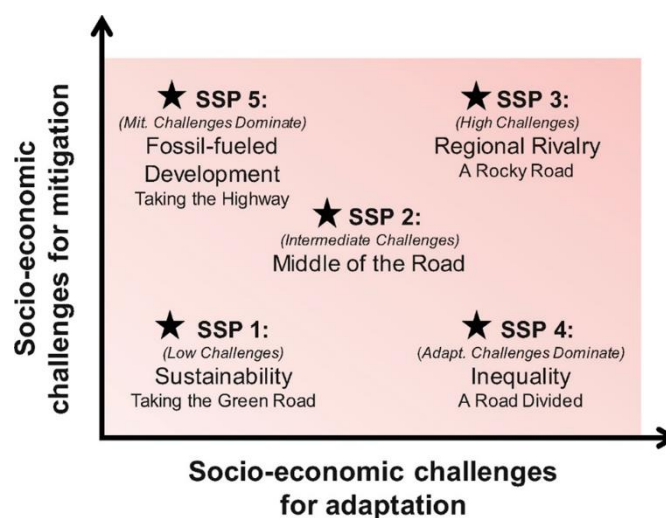 Socio-economic
challenges for mitigation
SSP 5:
(Mit. Challenges Dominate)
Fossil-fueled
Development
Taking the Highway
SSP 3:
(High Challenges)
Regional Rivalry
A Rocky Road
SSP 2:
(Intermediate Challenges)
Middle of the Road
SSP 1:
(Low Challenges)
Sustainability
Taking the Green Road
SSP 4:
(Adapt. Challenges Dominate)
Inequality
A Road Divided
Socio-economic challenges
for adaptation